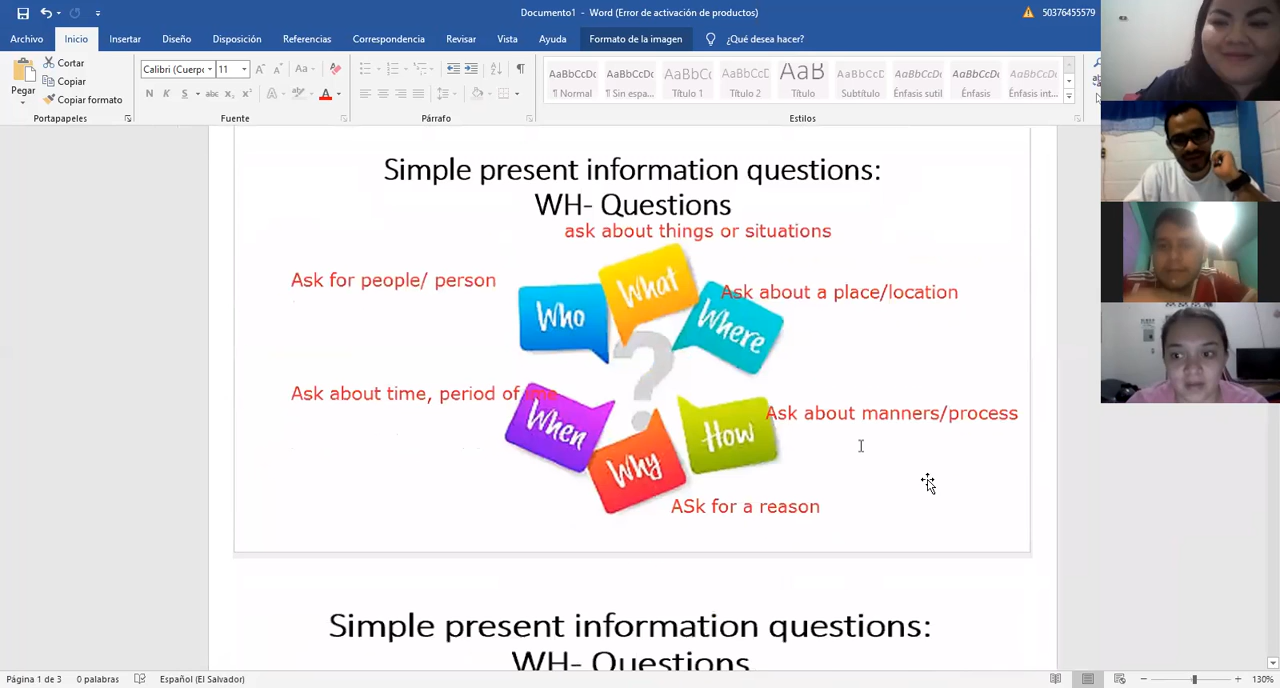 Documento1 - Word (Error de activación de productos)
50376455579
Archivo Inicio Insertar Diseño Disposición Referencias Correspondencia Revisar Vista Ayuda Formato de la imagen ¿Qué desea hacer?
Pegar
Cortar
Copiar
Copiar formato
Portapapeles
Calibri (Cuerpo 11
N K S abc x₂ x²
Fuente
Párrafo
AaBbCcDc AaBbCcDc AaBbCc AaBbCcD AaB AaBbCcD AaBbCcDc AaBbCcDc AaBbCcDc
¶ Normal ¶ Sin espa... Título 1 Título 2 Título Subtítulo Énfasis sutil Énfasis Énfasis int...
Estilos
Simple present information questions:
WH- Questions
ask about things or situations
Ask for people/ person
What
Ask about a place/location
Who
Where
?
Ask about time, period of
When
Ask about manners/process
How
Why
ASk for a reason
Simple present information questions:
WH- Questions
Página 1 de 3 0 palabras Español (El Salvador) 130%